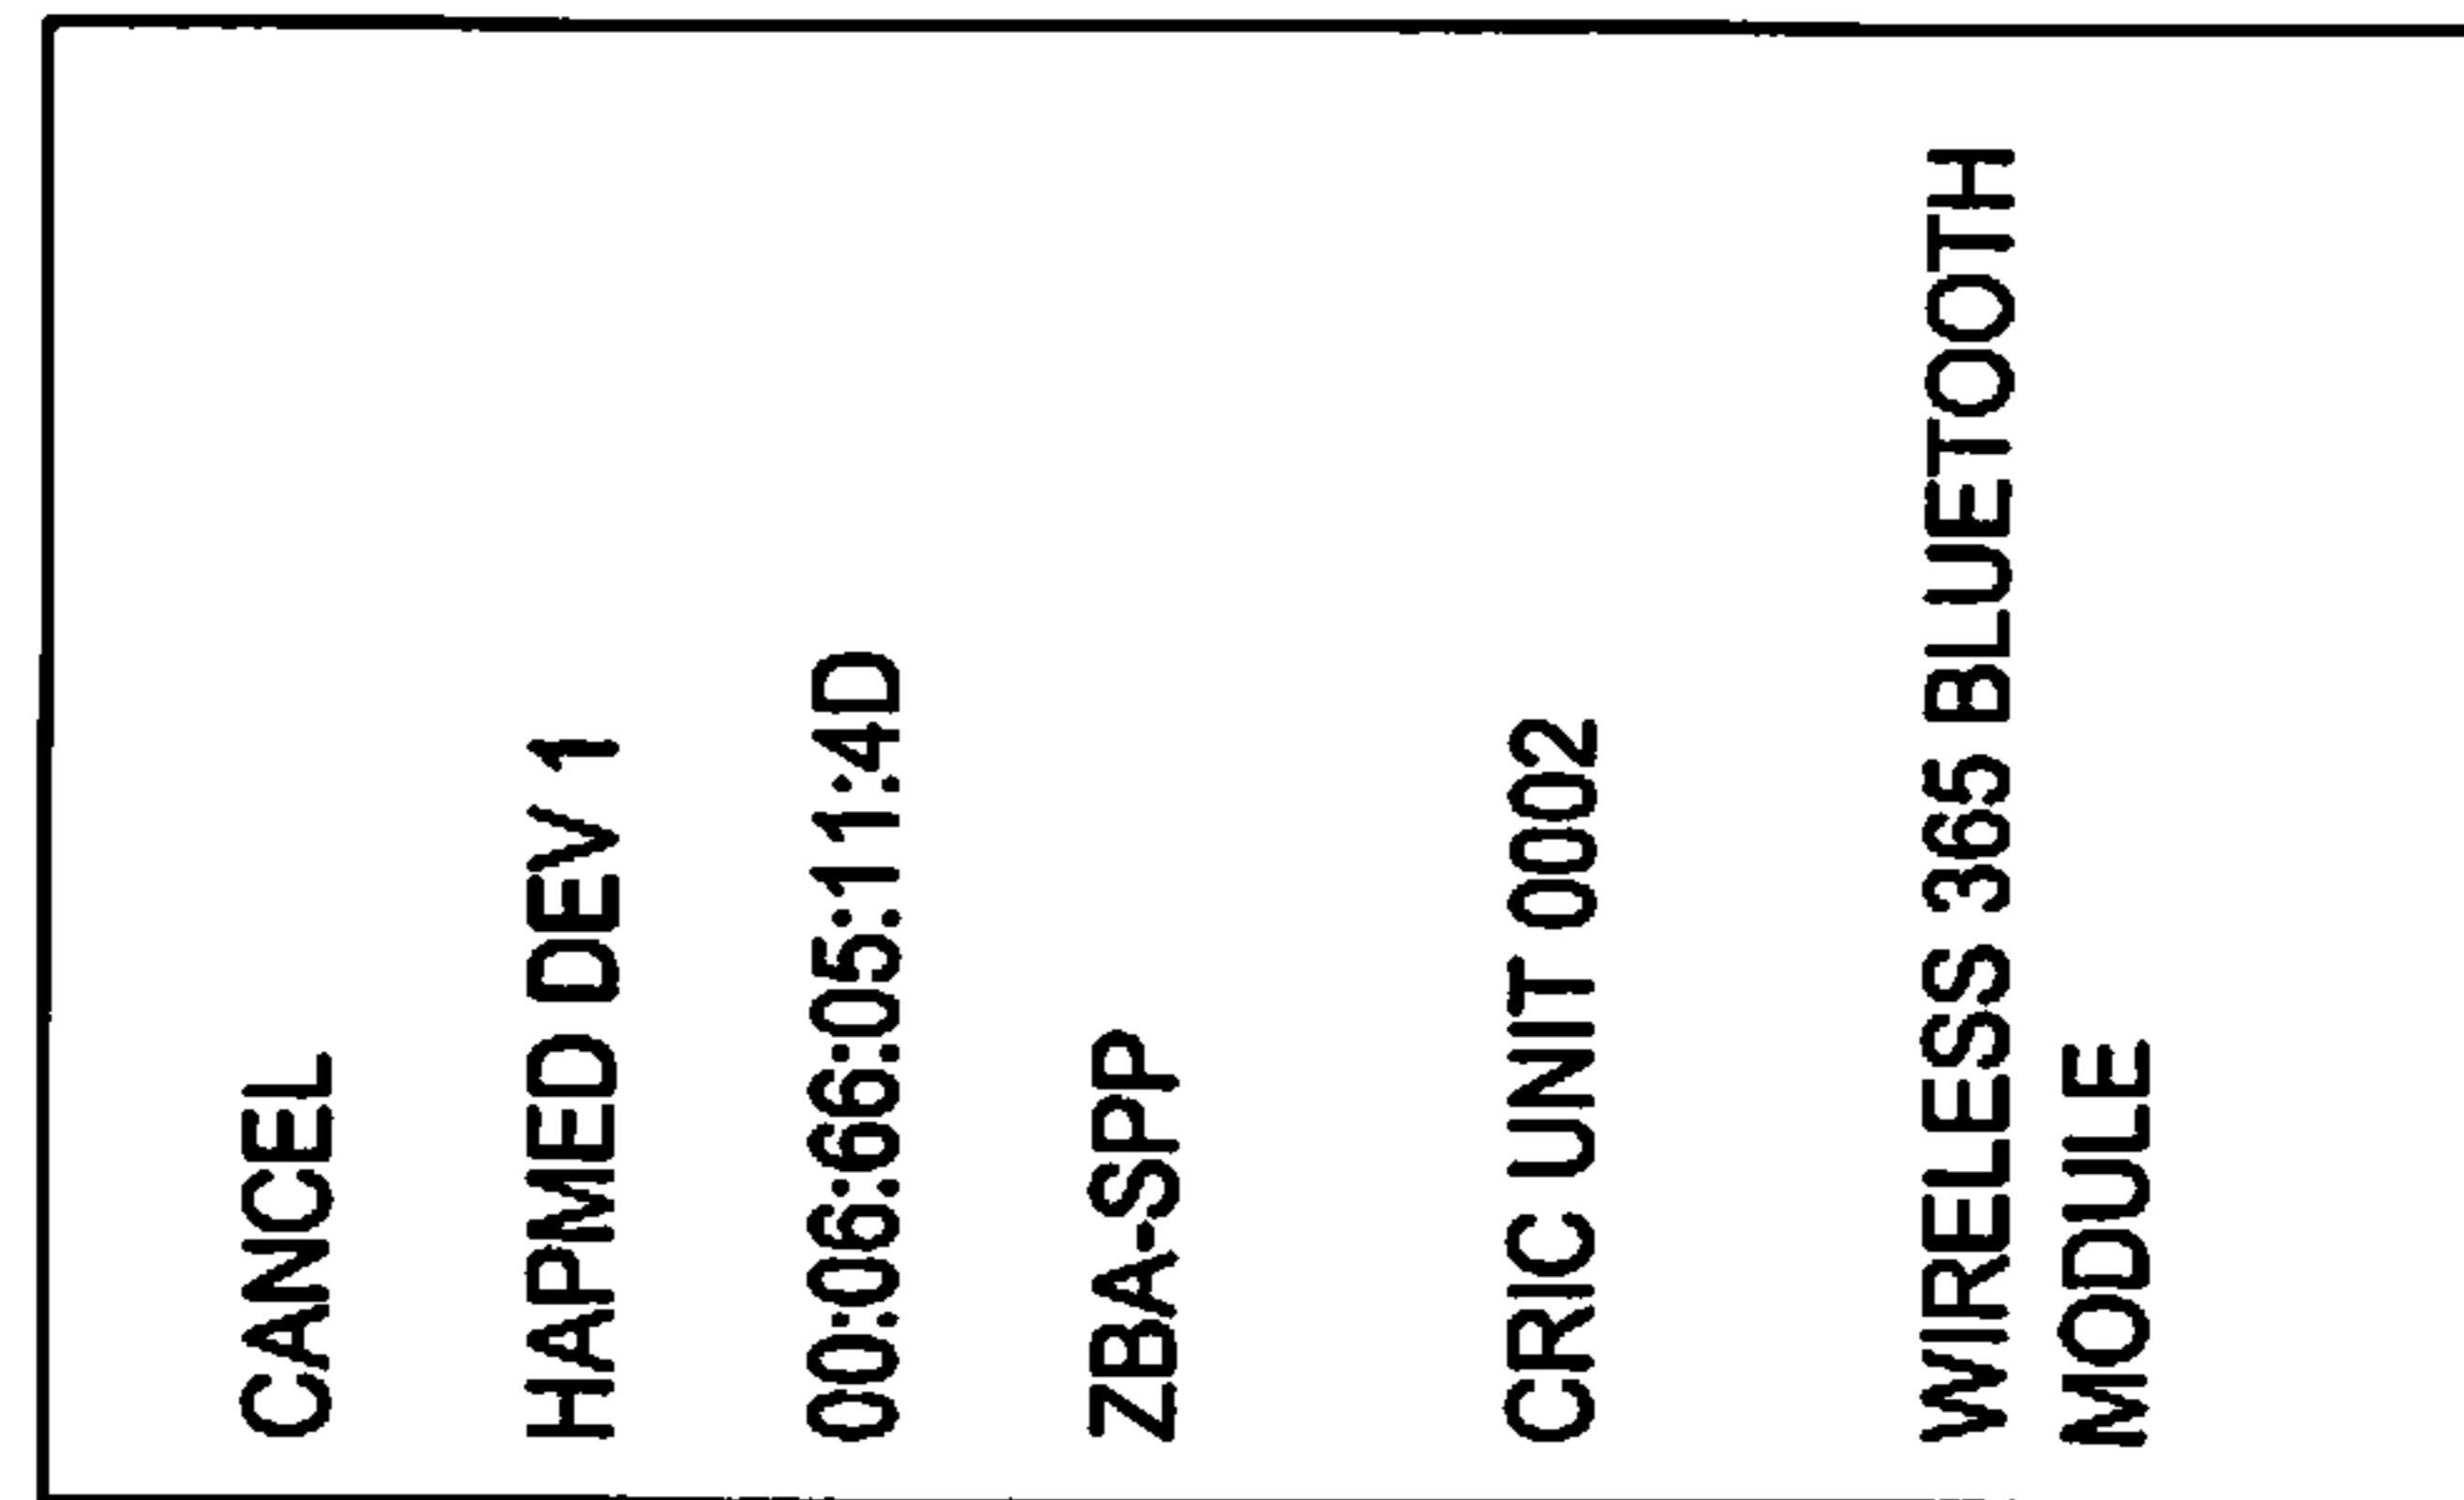 CANCEL
HAPMED DEV 1
00:06:66:05:11:4D
ZBA-SPP
CRIC UNIT 0002
WIRELESS 365 BLUETOOTH
MODULE